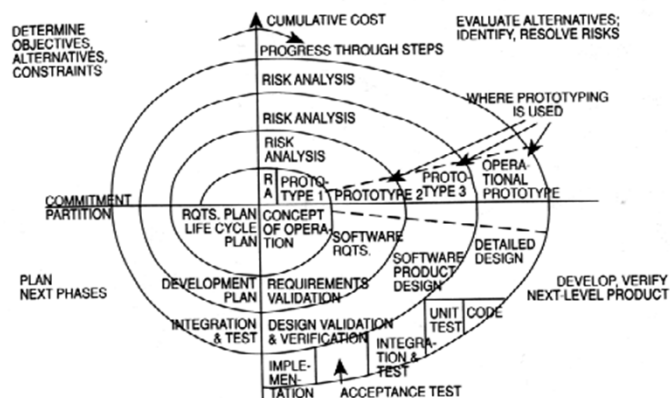 CUMULATIVE COST
DETERMINE
OBJECTIVES,
ALTERNATIVES,
CONSTRAINTS
EVALUATE ALTERNATIVES;
IDENTIFY, RESOLVE RISKS
PROGRESS THROUGH STEPS
RISK ANALYSIS
RISK ANALYSIS
RISK
ANALYSIS
WHERE PROTOTYPING
IS USED
R
A
PROTO-
TYPE 1
PROTOTYPE 2
PROTO-
TYPE 3
OPERA-
TIONAL
PROTOTYPE
COMMITMENT
PARTITION
RQTS. PLAN
LIFE CYCLE
PLAN
CONCEPT
OF OPERA-
TION
SOFTWARE
RQTS.
SOFTWARE
PRODUCT
DESIGN
DETAILED
DESIGN
PLAN
NEXT PHASES
DEVELOPMENT
PLAN
REQUIREMENTS
VALIDATION
DEVELOP, VERIFY
NEXT-LEVEL PRODUCT
INTEGRATION
& TEST
DESIGN VALIDATION
& VERIFICATION
UNIT
TEST
CODE
INTEGRA-
TION &
TEST
IMPLE-
MEN-
TATION
ACCEPTANCE TEST